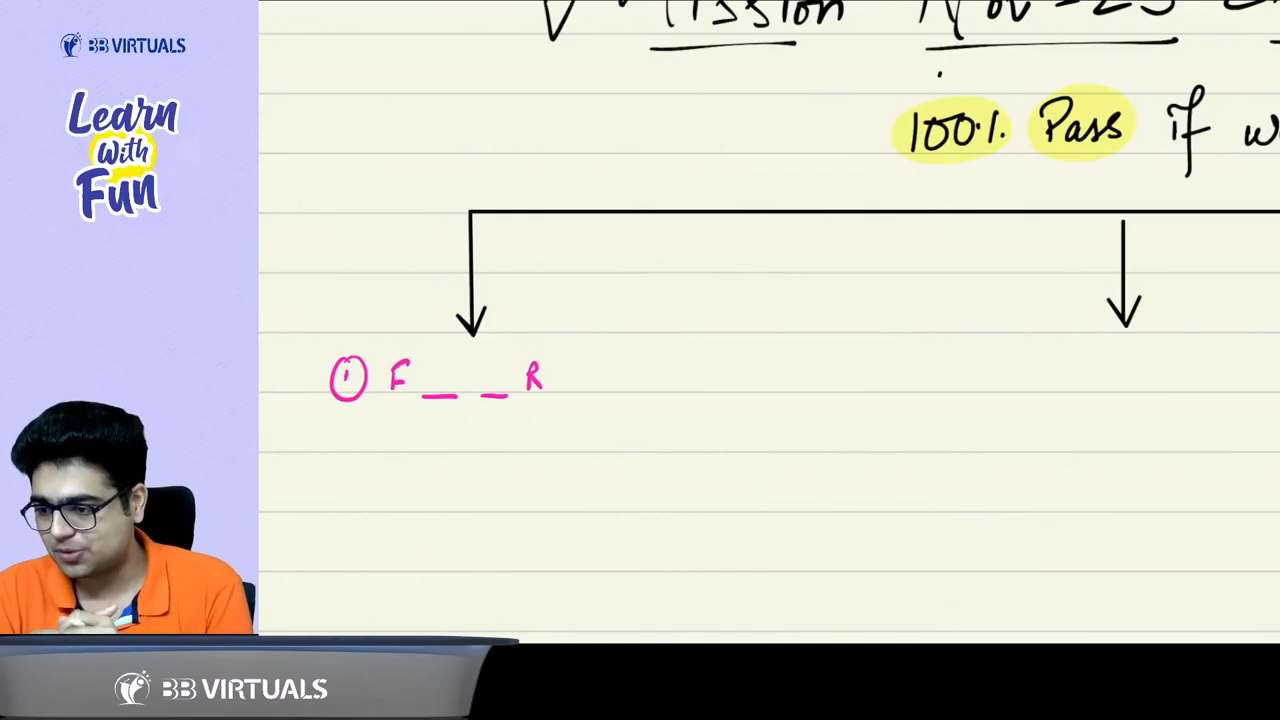 BB VIRTUALS
Learn
with
Fun
Mission Nov-25
100% Pass if
① F _ _ R
BB VIRTUALS